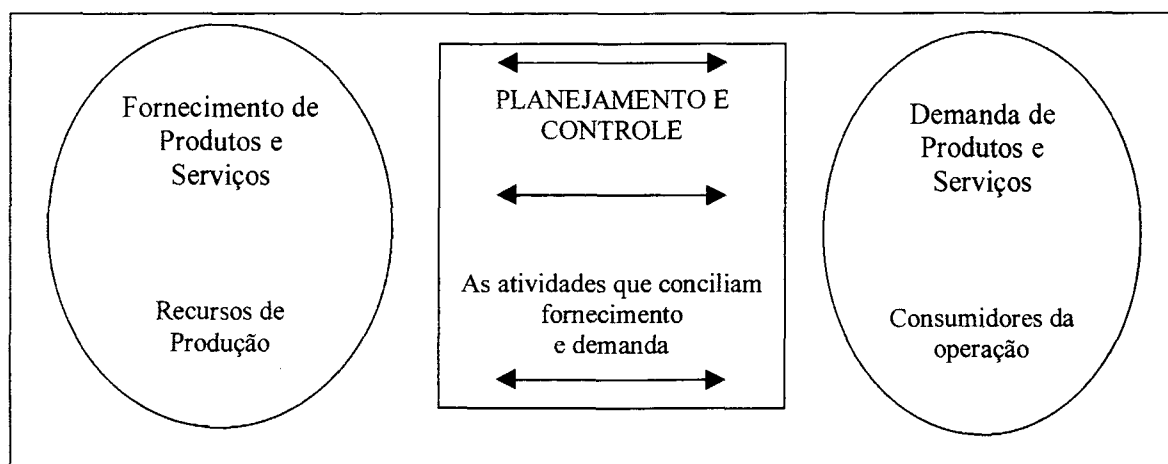 Fornecimento de
Produtos e
Serviços
Recursos de
Produção
PLANEJAMENTO E
CONTROLE
As atividades que conciliam
fornecimento
e demanda
Demanda de
Produtos e
Serviços
Consumidores da
operação